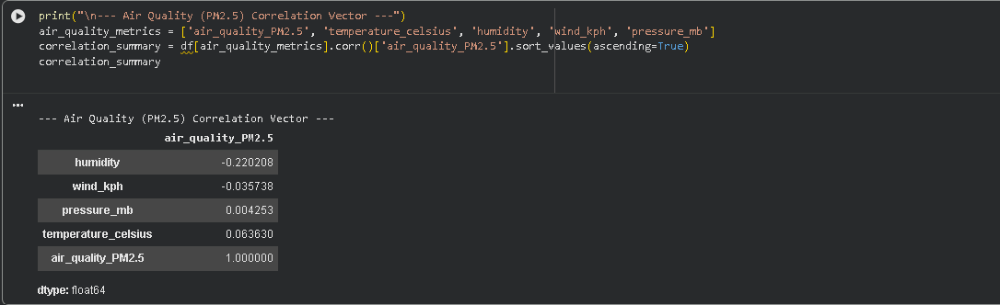 print("\n--- Air Quality (PM2.5) Correlation Vector ---")
air_quality_metrics = ['air_quality_PM2.5', 'temperature_celsius', 'humidity', 'wind_kph', 'pressure_mb']
correlation_summary = df[air_quality_metrics].corr()['air_quality_PM2.5'].sort_values(ascending=True)
correlation_summary
--- Air Quality (PM2.5) Correlation Vector ---
air_quality_PM2.5
humidity -0.220208
wind_kph -0.035738
pressure_mb 0.004253
temperature_celsius 0.063630
air_quality_PM2.5 1.000000
dtype: float64